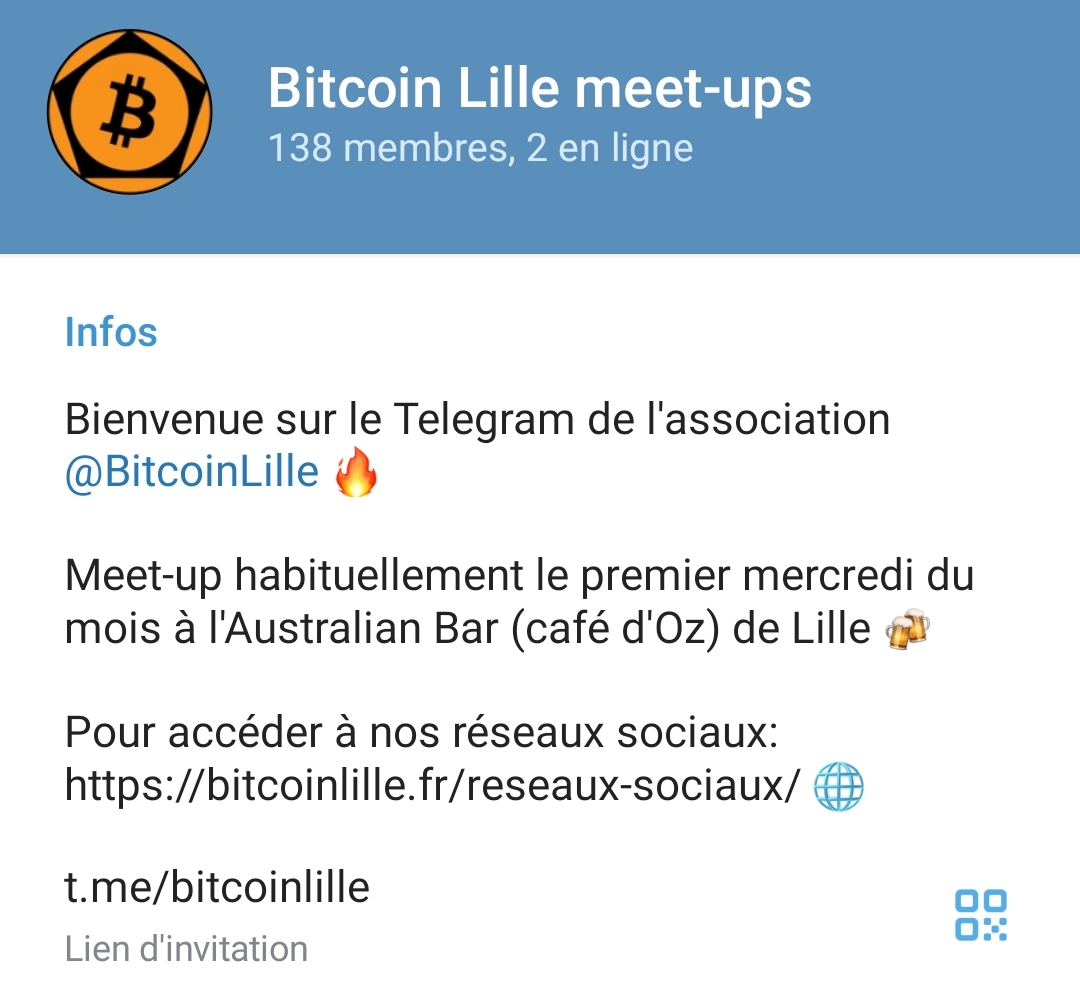 Bitcoin Lille meet-ups
138 membres, 2 en ligne
Infos
Bienvenue sur le Telegram de l'association
@BitcoinLille 🔥
Meet-up habituellement le premier mercredi du
mois à l'Australian Bar (café d'Oz) de Lille 🍻
Pour accéder à nos réseaux sociaux:
https://bitcoinlille.fr/reseaux-sociaux/ 🌐
t.me/bitcoinlille
Lien d'invitation